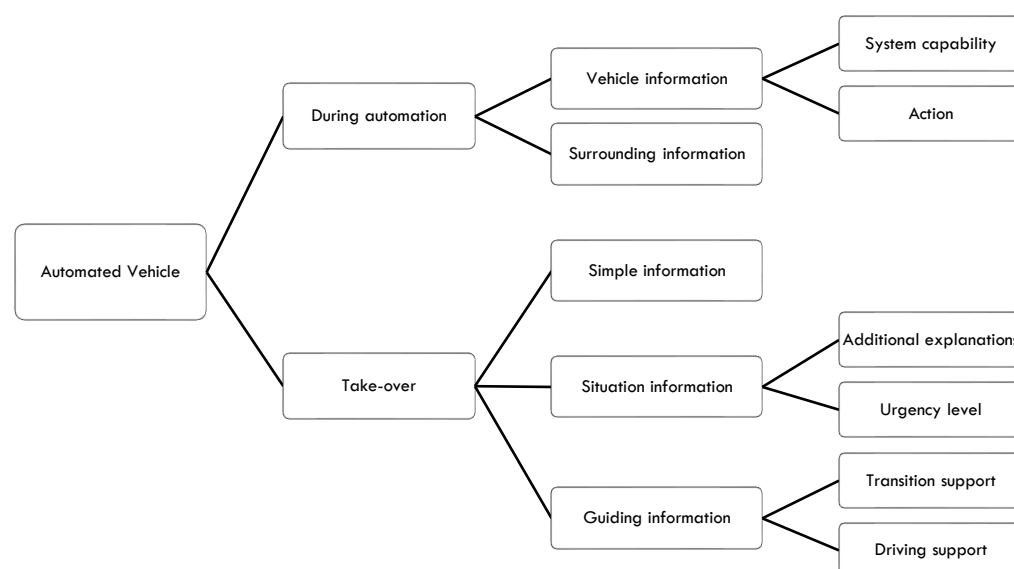 System capability
Vehicle information
During automation
Action
Surrounding information
Automated Vehicle
Simple information
Additional explanations
Take-over
Situation information
Urgency level
Transition support
Guiding information
Driving support